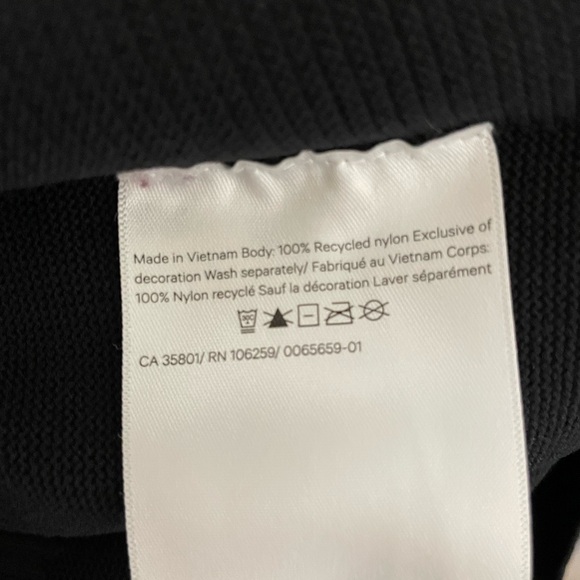 Made in Vietnam Body: 100% Recycled nylon Exclusive of
decoration Wash separately/ Fabriqué au Vietnam Corps:
100% Nylon recyclé Sauf la décoration Laver séparément
CA 35801/ RN 106259/ 0065659-01